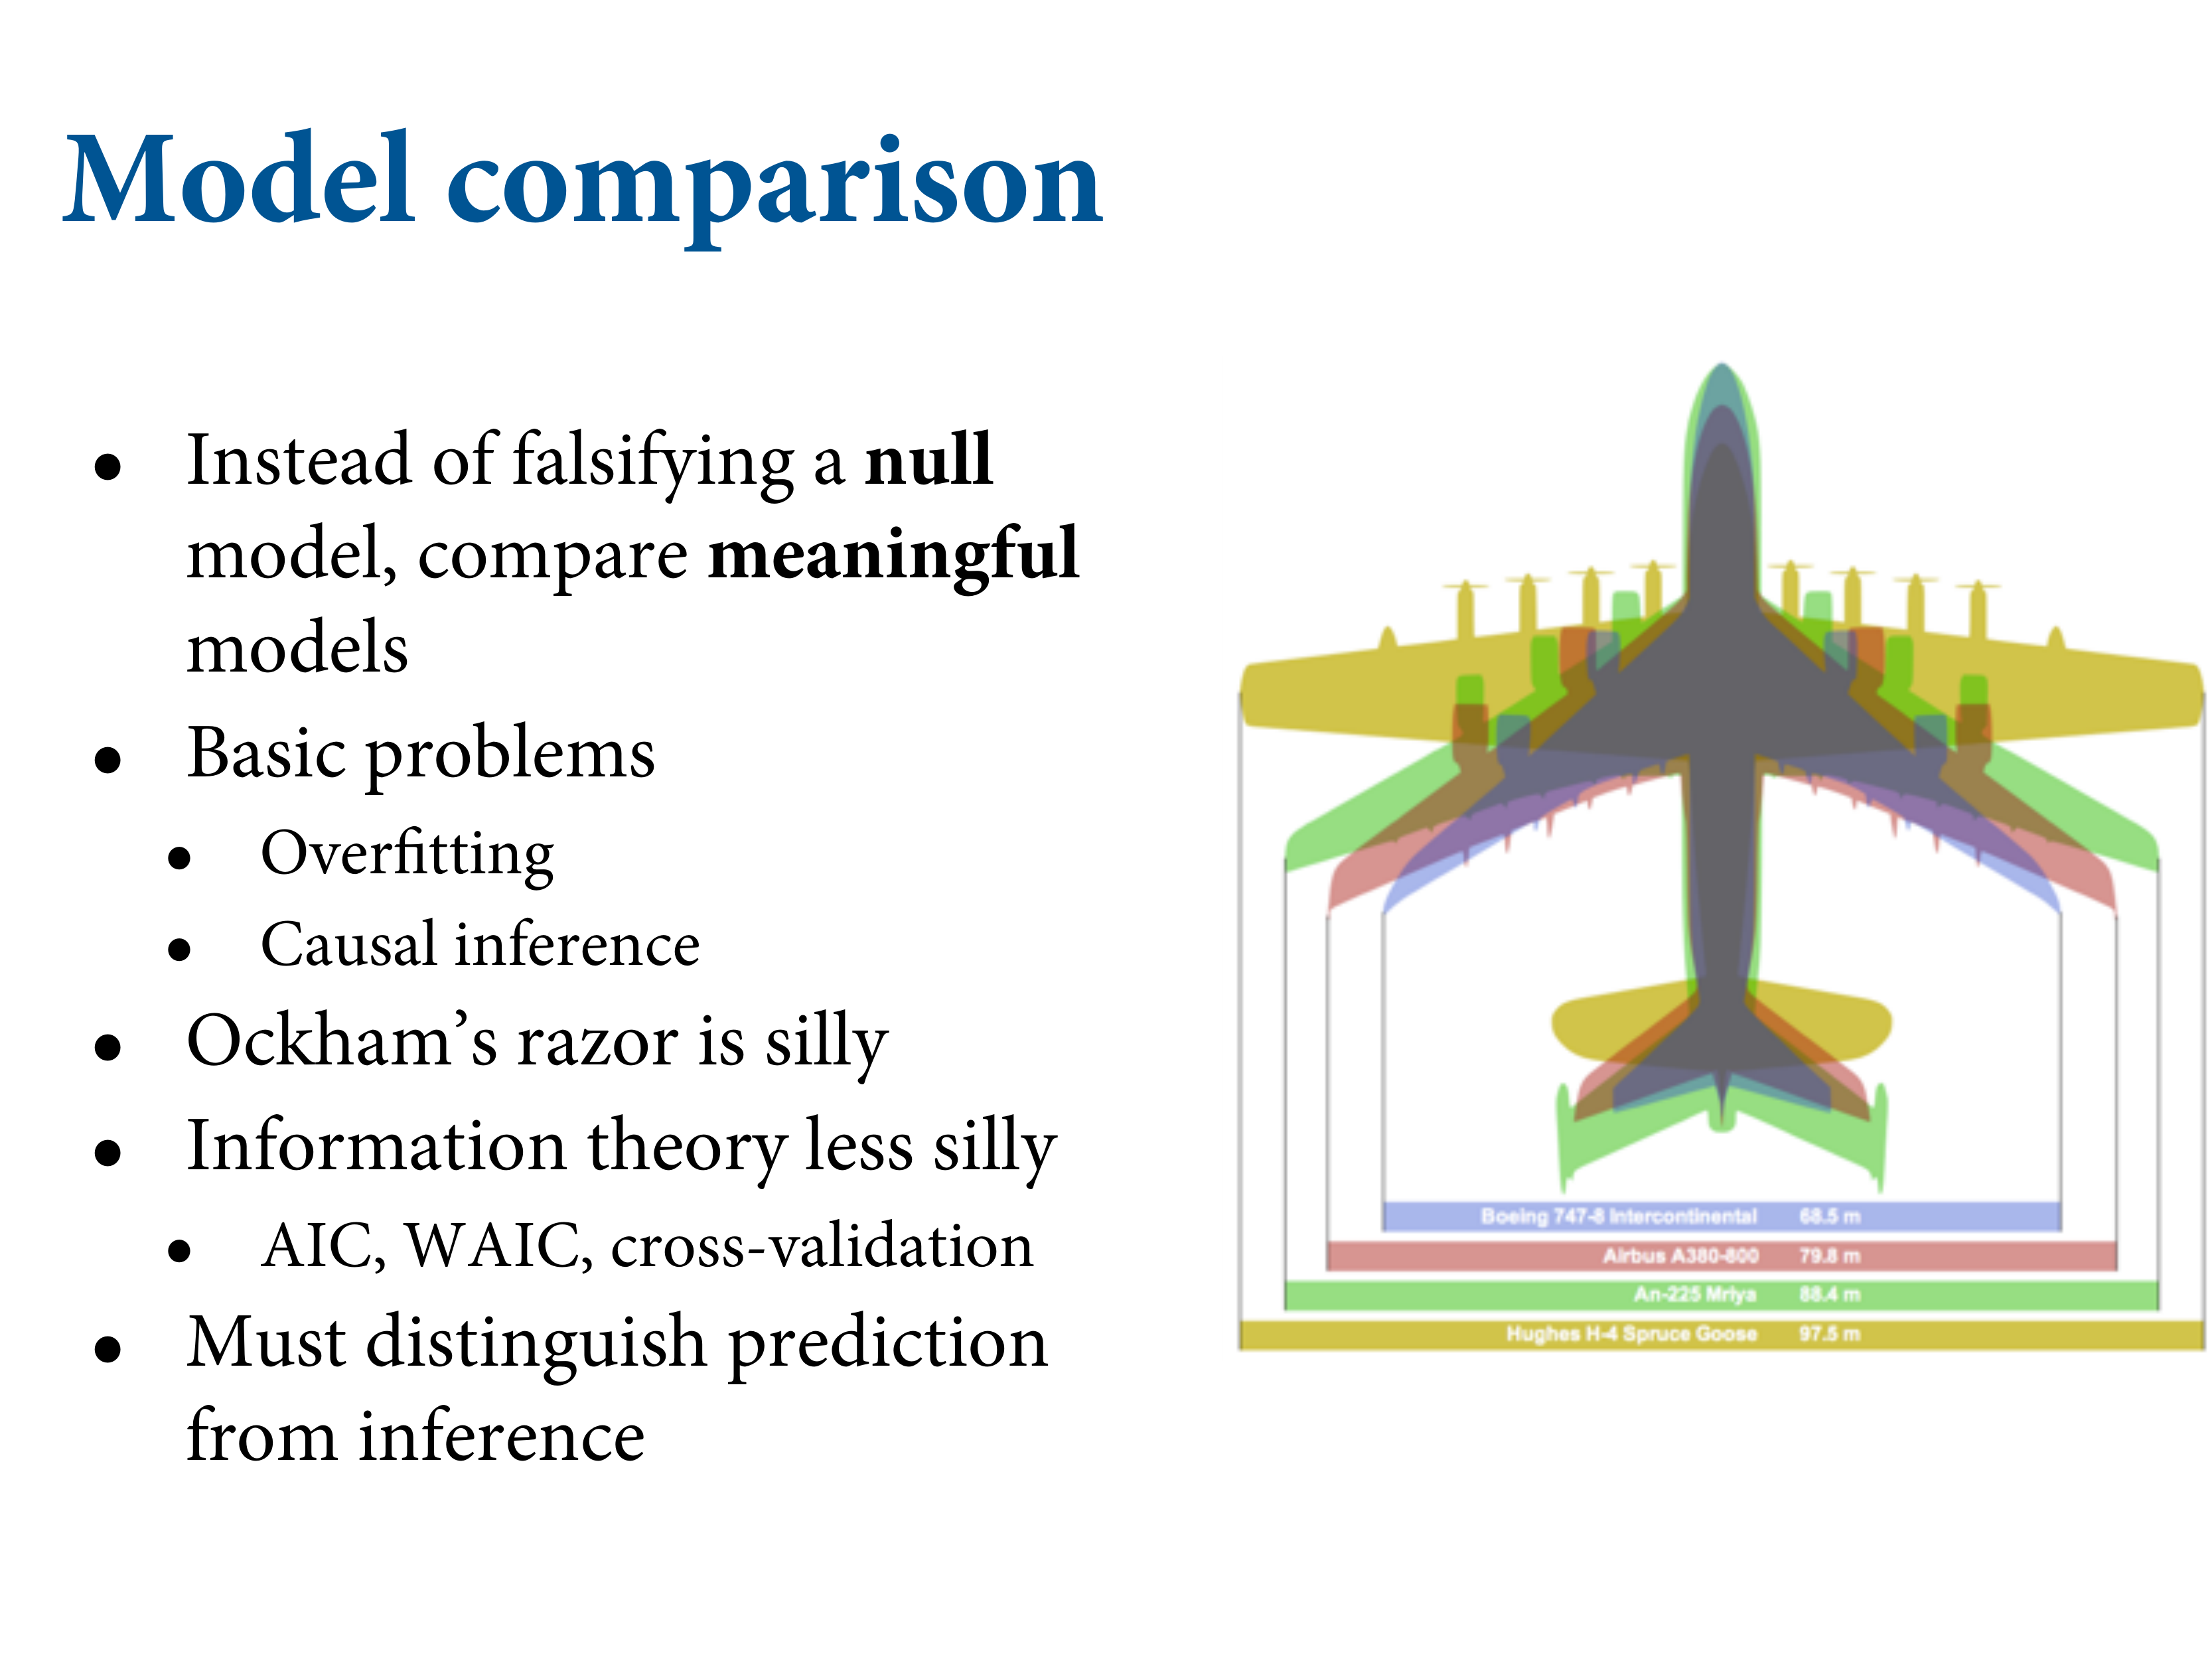 Model comparison
• Instead of falsifying a null
model, compare meaningful
models
• Basic problems
• Overfitting
• Causal inference
• Ockham’s razor is silly
• Information theory less silly
• AIC, WAIC, cross-validation
• Must distinguish prediction
from inference
Boeing 747-8 Intercontinental 68.5 m
Airbus A380-800 79.8 m
An-225 Mriya 88.4 m
Hughes H-4 Spruce Goose 97.5 m